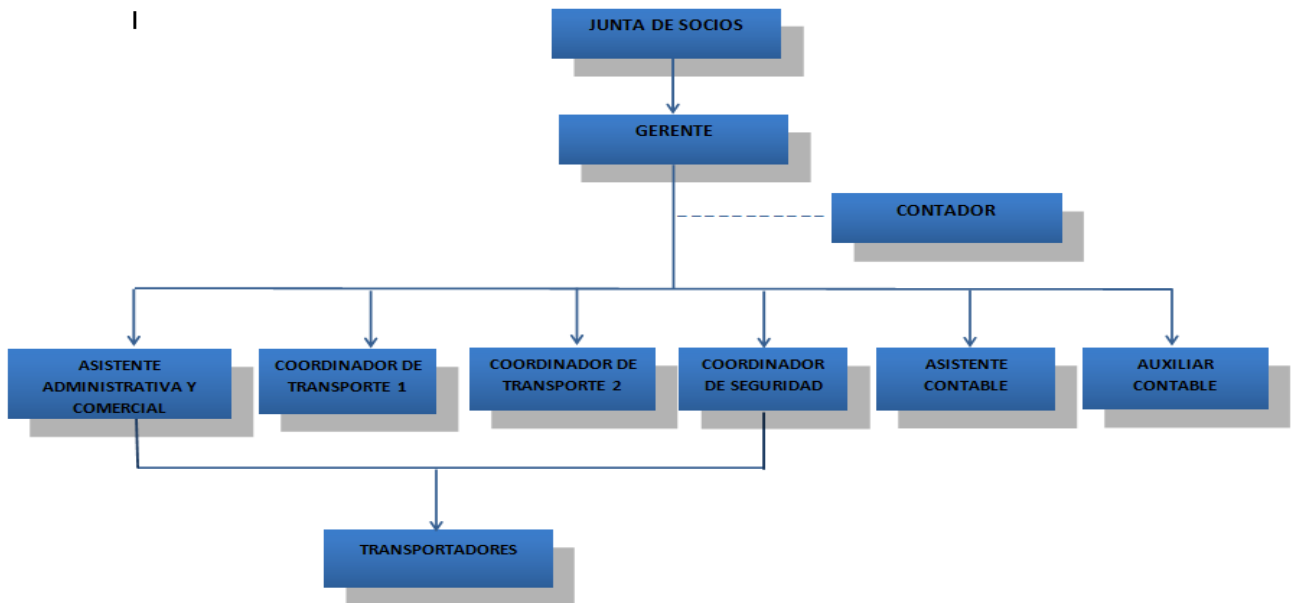 I
JUNTA DE SOCIOS
GERENTE
CONTADOR
ASISTENTE
ADMINISTRATIVA Y
COMERCIAL
COORDINADOR DE
TRANSPORTE 1
COORDINADOR DE
TRANSPORTE 2
COORDINADOR
DE SEGURIDAD
ASISTENTE
CONTABLE
AUXILIAR
CONTABLE
TRANSPORTADORES